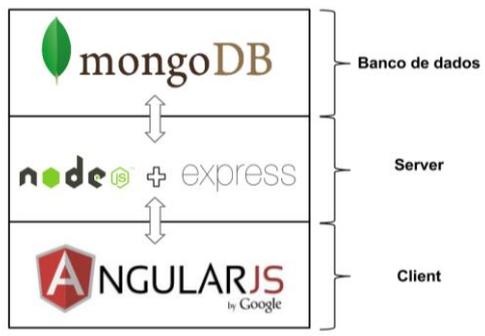 mongoDB
Banco de dados
node JS + express
Server
ANGULARJS
by Google
Client